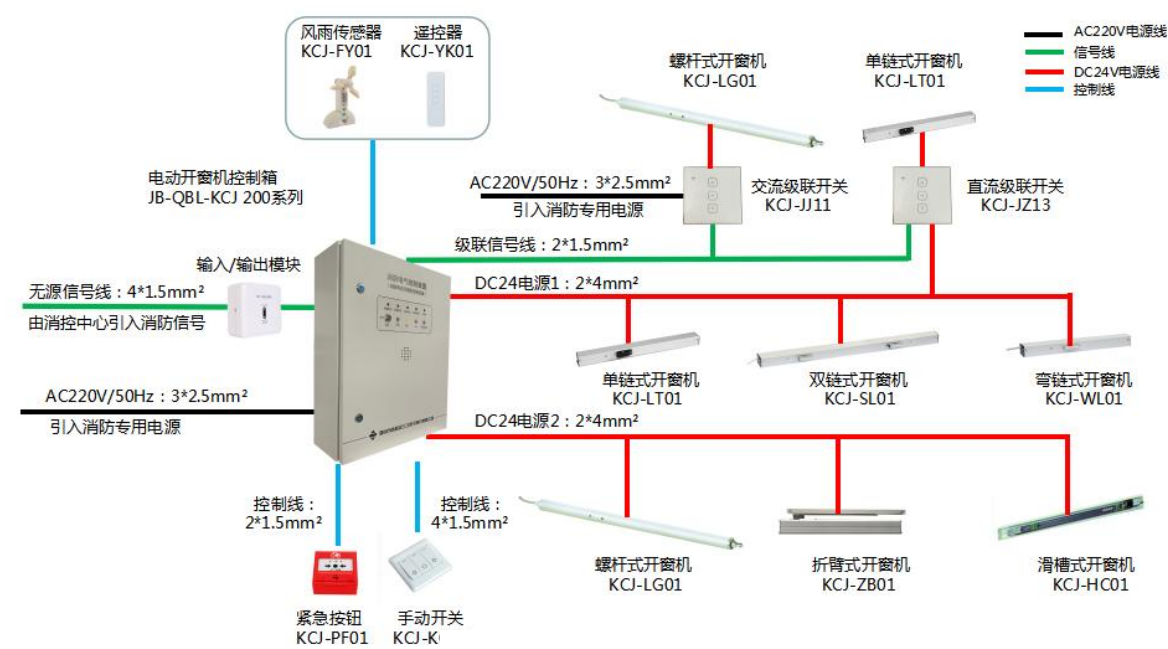 风雨传感器
KCJ-FY01
遥控器
KCJ-YK01
AC220V电源线
信号线
DC24V电源线
控制线
螺杆式开窗机
KCJ-LG01
单链式开窗机
KCJ-LT01
电动开窗机控制箱
JB-QBL-KCJ 200系列
AC220V/50Hz：3*2.5mm²
引入消防专用电源
交流级联开关
KCJ-JJ11
直流级联开关
KCJ-JZ13
级联信号线：2*1.5mm²
输入/输出模块
无源信号线：4*1.5mm²
由消控中心引入消防信号
DC24电源1：2*4mm²
单链式开窗机
KCJ-LT01
双链式开窗机
KCJ-SL01
弯链式开窗机
KCJ-WL01
AC220V/50Hz：3*2.5mm²
引入消防专用电源
DC24电源2：2*4mm²
控制线：
2*1.5mm²
控制线：
4*1.5mm²
螺杆式开窗机
KCJ-LG01
折臂式开窗机
KCJ-ZB01
滑槽式开窗机
KCJ-HC01
紧急按钮
KCJ-PF01
手动开关
KCJ-K